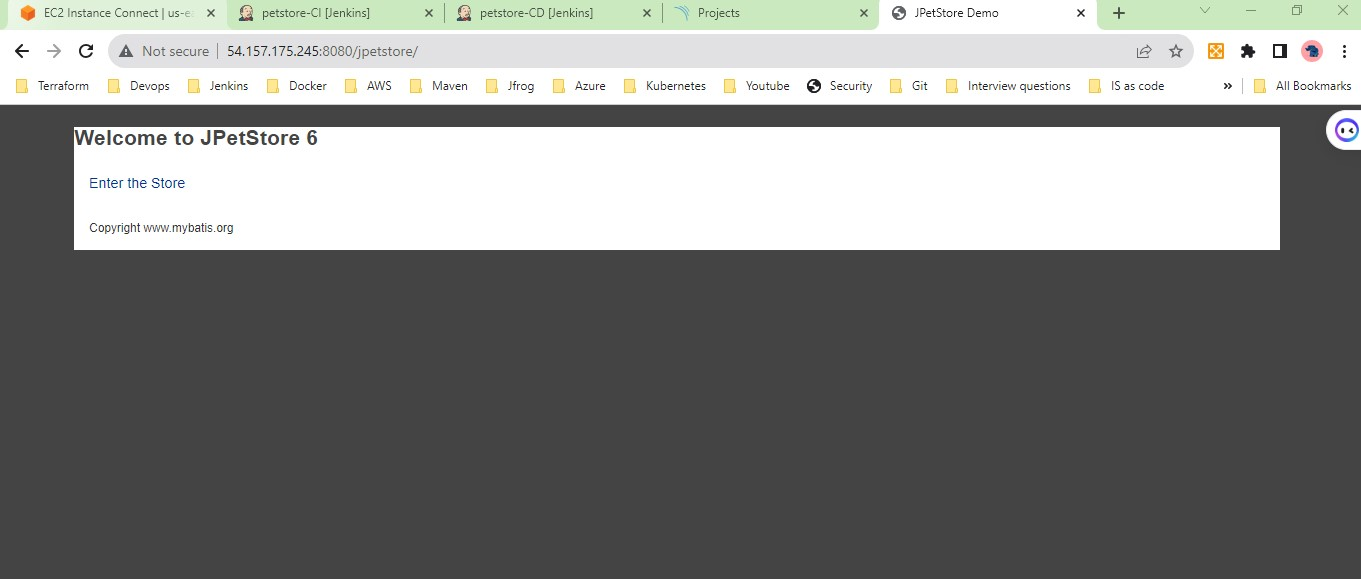 EC2 Instance Connect | us-e
petstore-CI [Jenkins]
petstore-CD [Jenkins]
Projects
JPetStore Demo
Not secure
54.157.175.245:8080/jpetstore/
Terraform
Devops
Jenkins
Docker
AWS
Maven
Jfrog
Azure
Kubernetes
Youtube
Security
Git
Interview questions
IS as code
»
All Bookmarks
Welcome to JPetStore 6
Enter the Store
Copyright www.mybatis.org